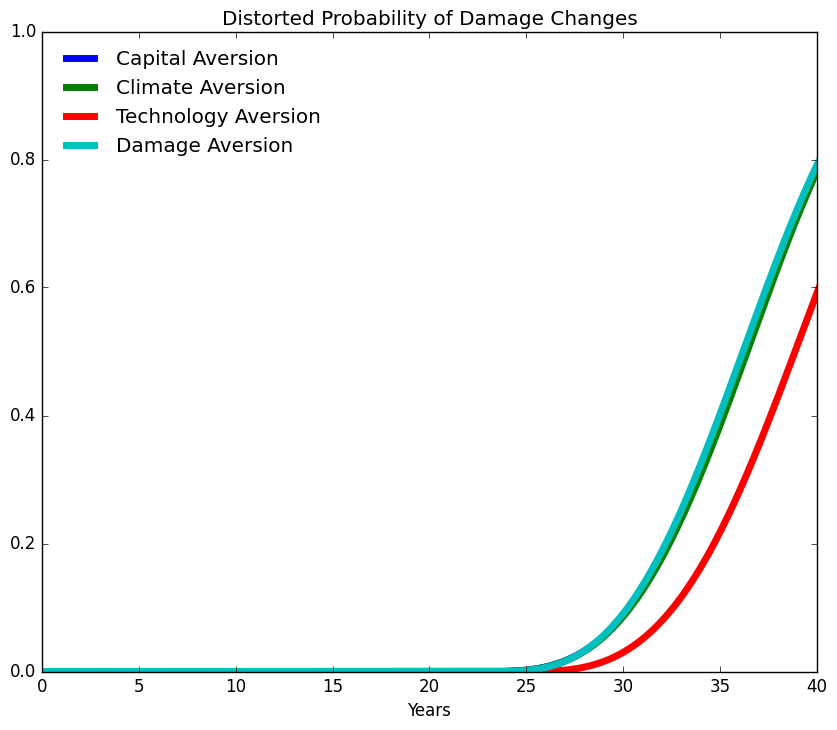 Distorted Probability of Damage Changes
1.0
0.8
0.6
0.4
0.2
0.0
Capital Aversion
Climate Aversion
Technology Aversion
Damage Aversion
0 5 10 15 20 25 30 35 40
Years